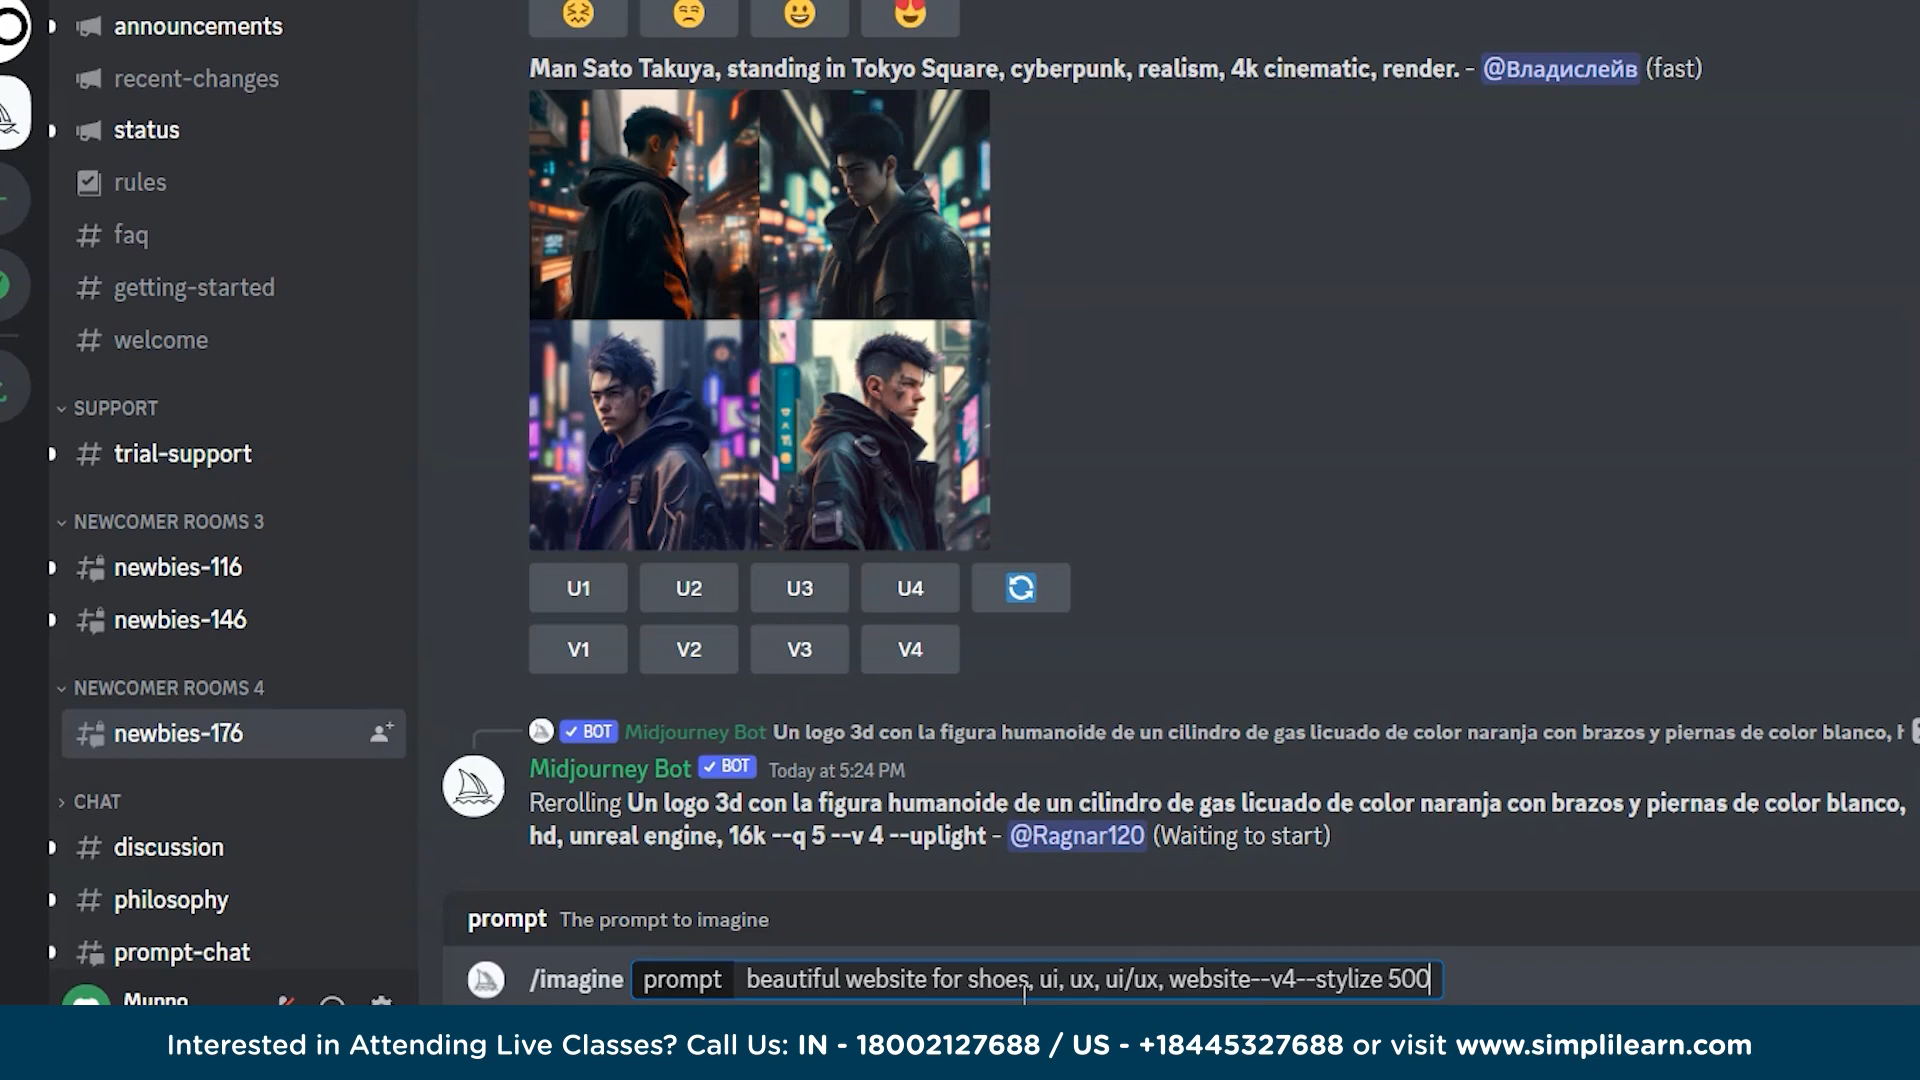 announcements
recent-changes
status
rules
faq
getting-started
welcome
SUPPORT
trial-support
NEWCOMER ROOMS 3
newbies-116
newbies-146
NEWCOMER ROOMS 4
newbies-176
CHAT
discussion
philosophy
prompt-chat
Munno
Man Sato Takuya, standing in Tokyo Square, cyberpunk, realism, 4k cinematic, render. - @Владислейв (fast)
U1 U2 U3 U4
V1 V2 V3 V4
BOT Midjourney Bot Un logo 3d con la figura humanoide de un cilindro de gas licuado de color naranja con brazos y piernas de color blanco, h
Midjourney Bot BOT Today at 5:24 PM
Rerolling Un logo 3d con la figura humanoide de un cilindro de gas licuado de color naranja con brazos y piernas de color blanco,
hd, unreal engine, 16k --q 5 --v 4 --uplight - @Ragnar120 (Waiting to start)
prompt The prompt to imagine
/imagine prompt beautiful website for shoes, ui, ux, ui/ux, website--v4--stylize 500
Interested in Attending Live Classes? Call Us: IN - 18002127688 / US - +18445327688 or visit www.simplilearn.com